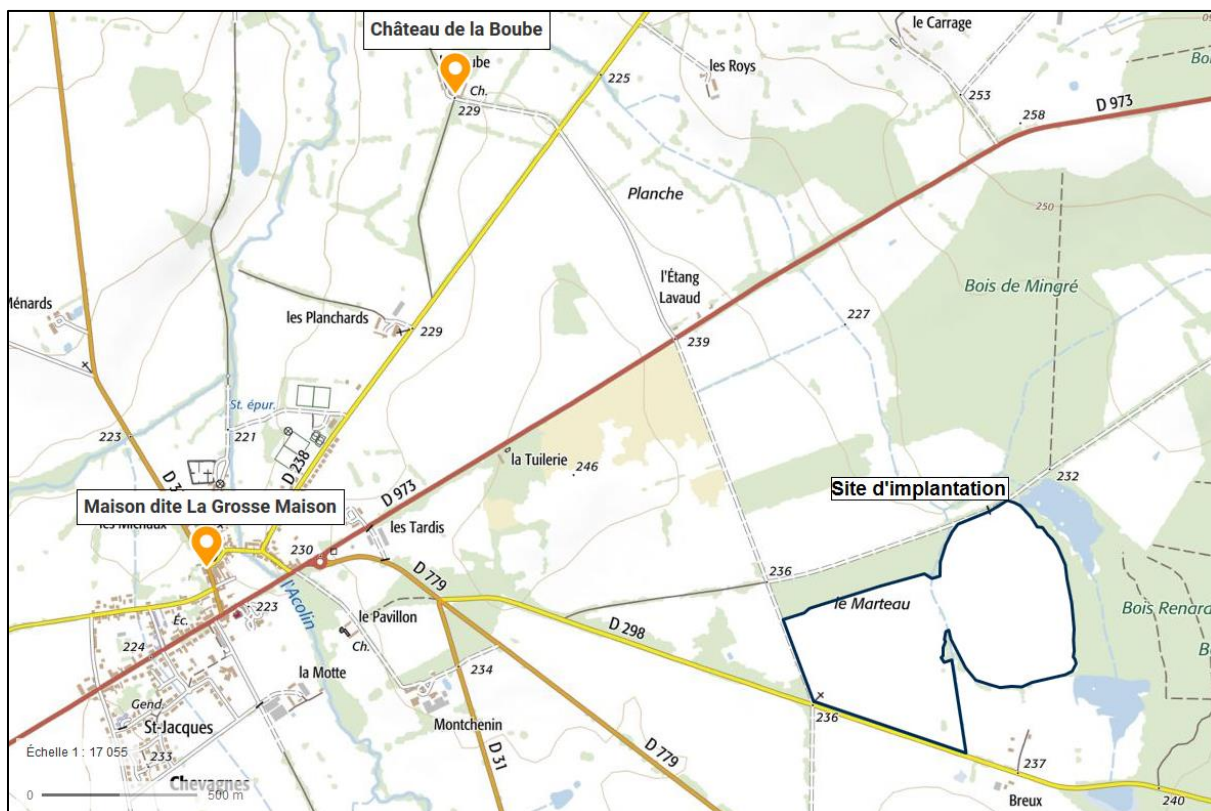 Château de la Boube
Ch.
229
225
les Roys
le Carrage
253
258
D 973
Planche
250
Bois de Mingré
l'Étang
Lavaud
239
227
Ménards
les Planchards
229
St. épur.
221
223
D 238
la Tuilerie
246
D 973
Site d'implantation
232
Maison dite La Grosse Maison
les Tardis
230
D 779
236
le Marteau
Bois Renard
l'Acolin
223
Éc.
le Pavillon
Ch.
D 298
224
la Motte
234
236
Gend.
St-Jacques
Montchenin
D 31
D 779
237
Échelle 1 : 17 055
233
Chevagnes
0
500 m
Breux
240